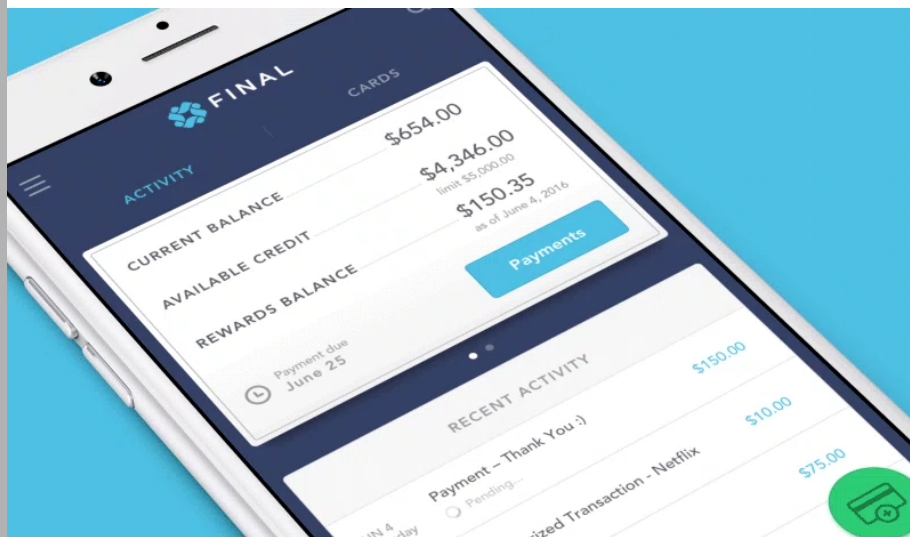 FINAL
ACTIVITY
CARDS
CURRENT BALANCE $654.00
AVAILABLE CREDIT $4,346.00
limit $5,000.00
REWARDS BALANCE $150.35
as of June 4, 2016
Payment due
June 25
Payments
RECENT ACTIVITY
Payment – Thank You :) $150.00
Pending...
Transaction - Netflix $10.00
$75.00